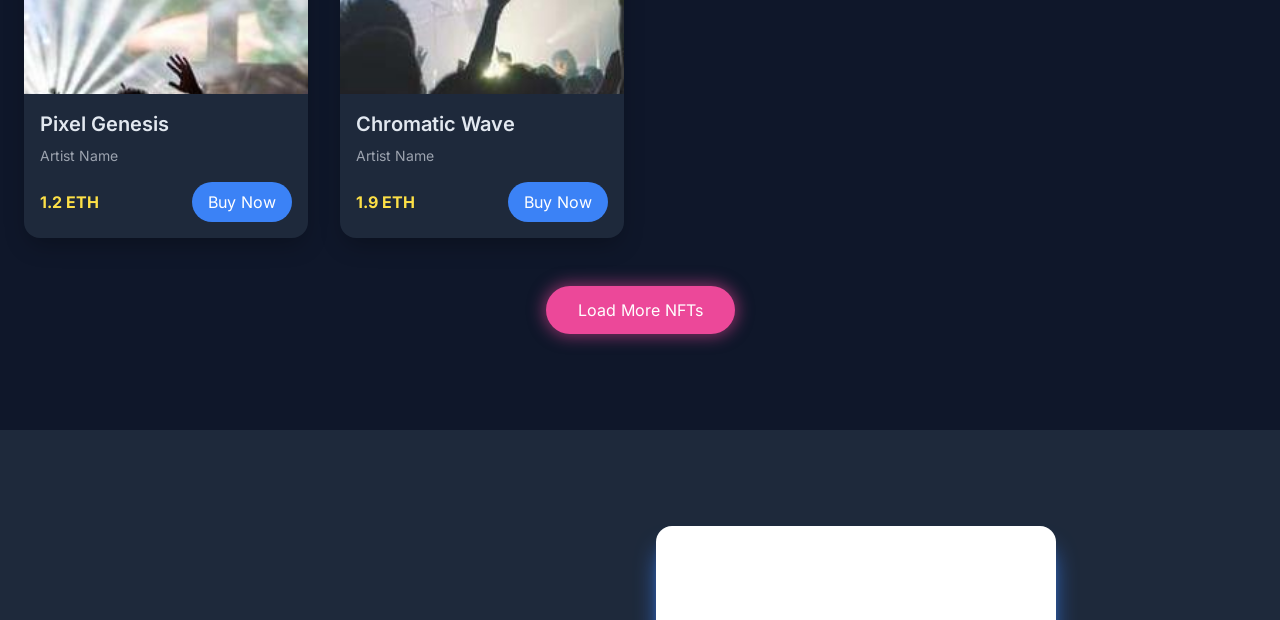 Pixel Genesis
Artist Name
1.2 ETH
Buy Now
Chromatic Wave
Artist Name
1.9 ETH
Buy Now
Load More NFTs